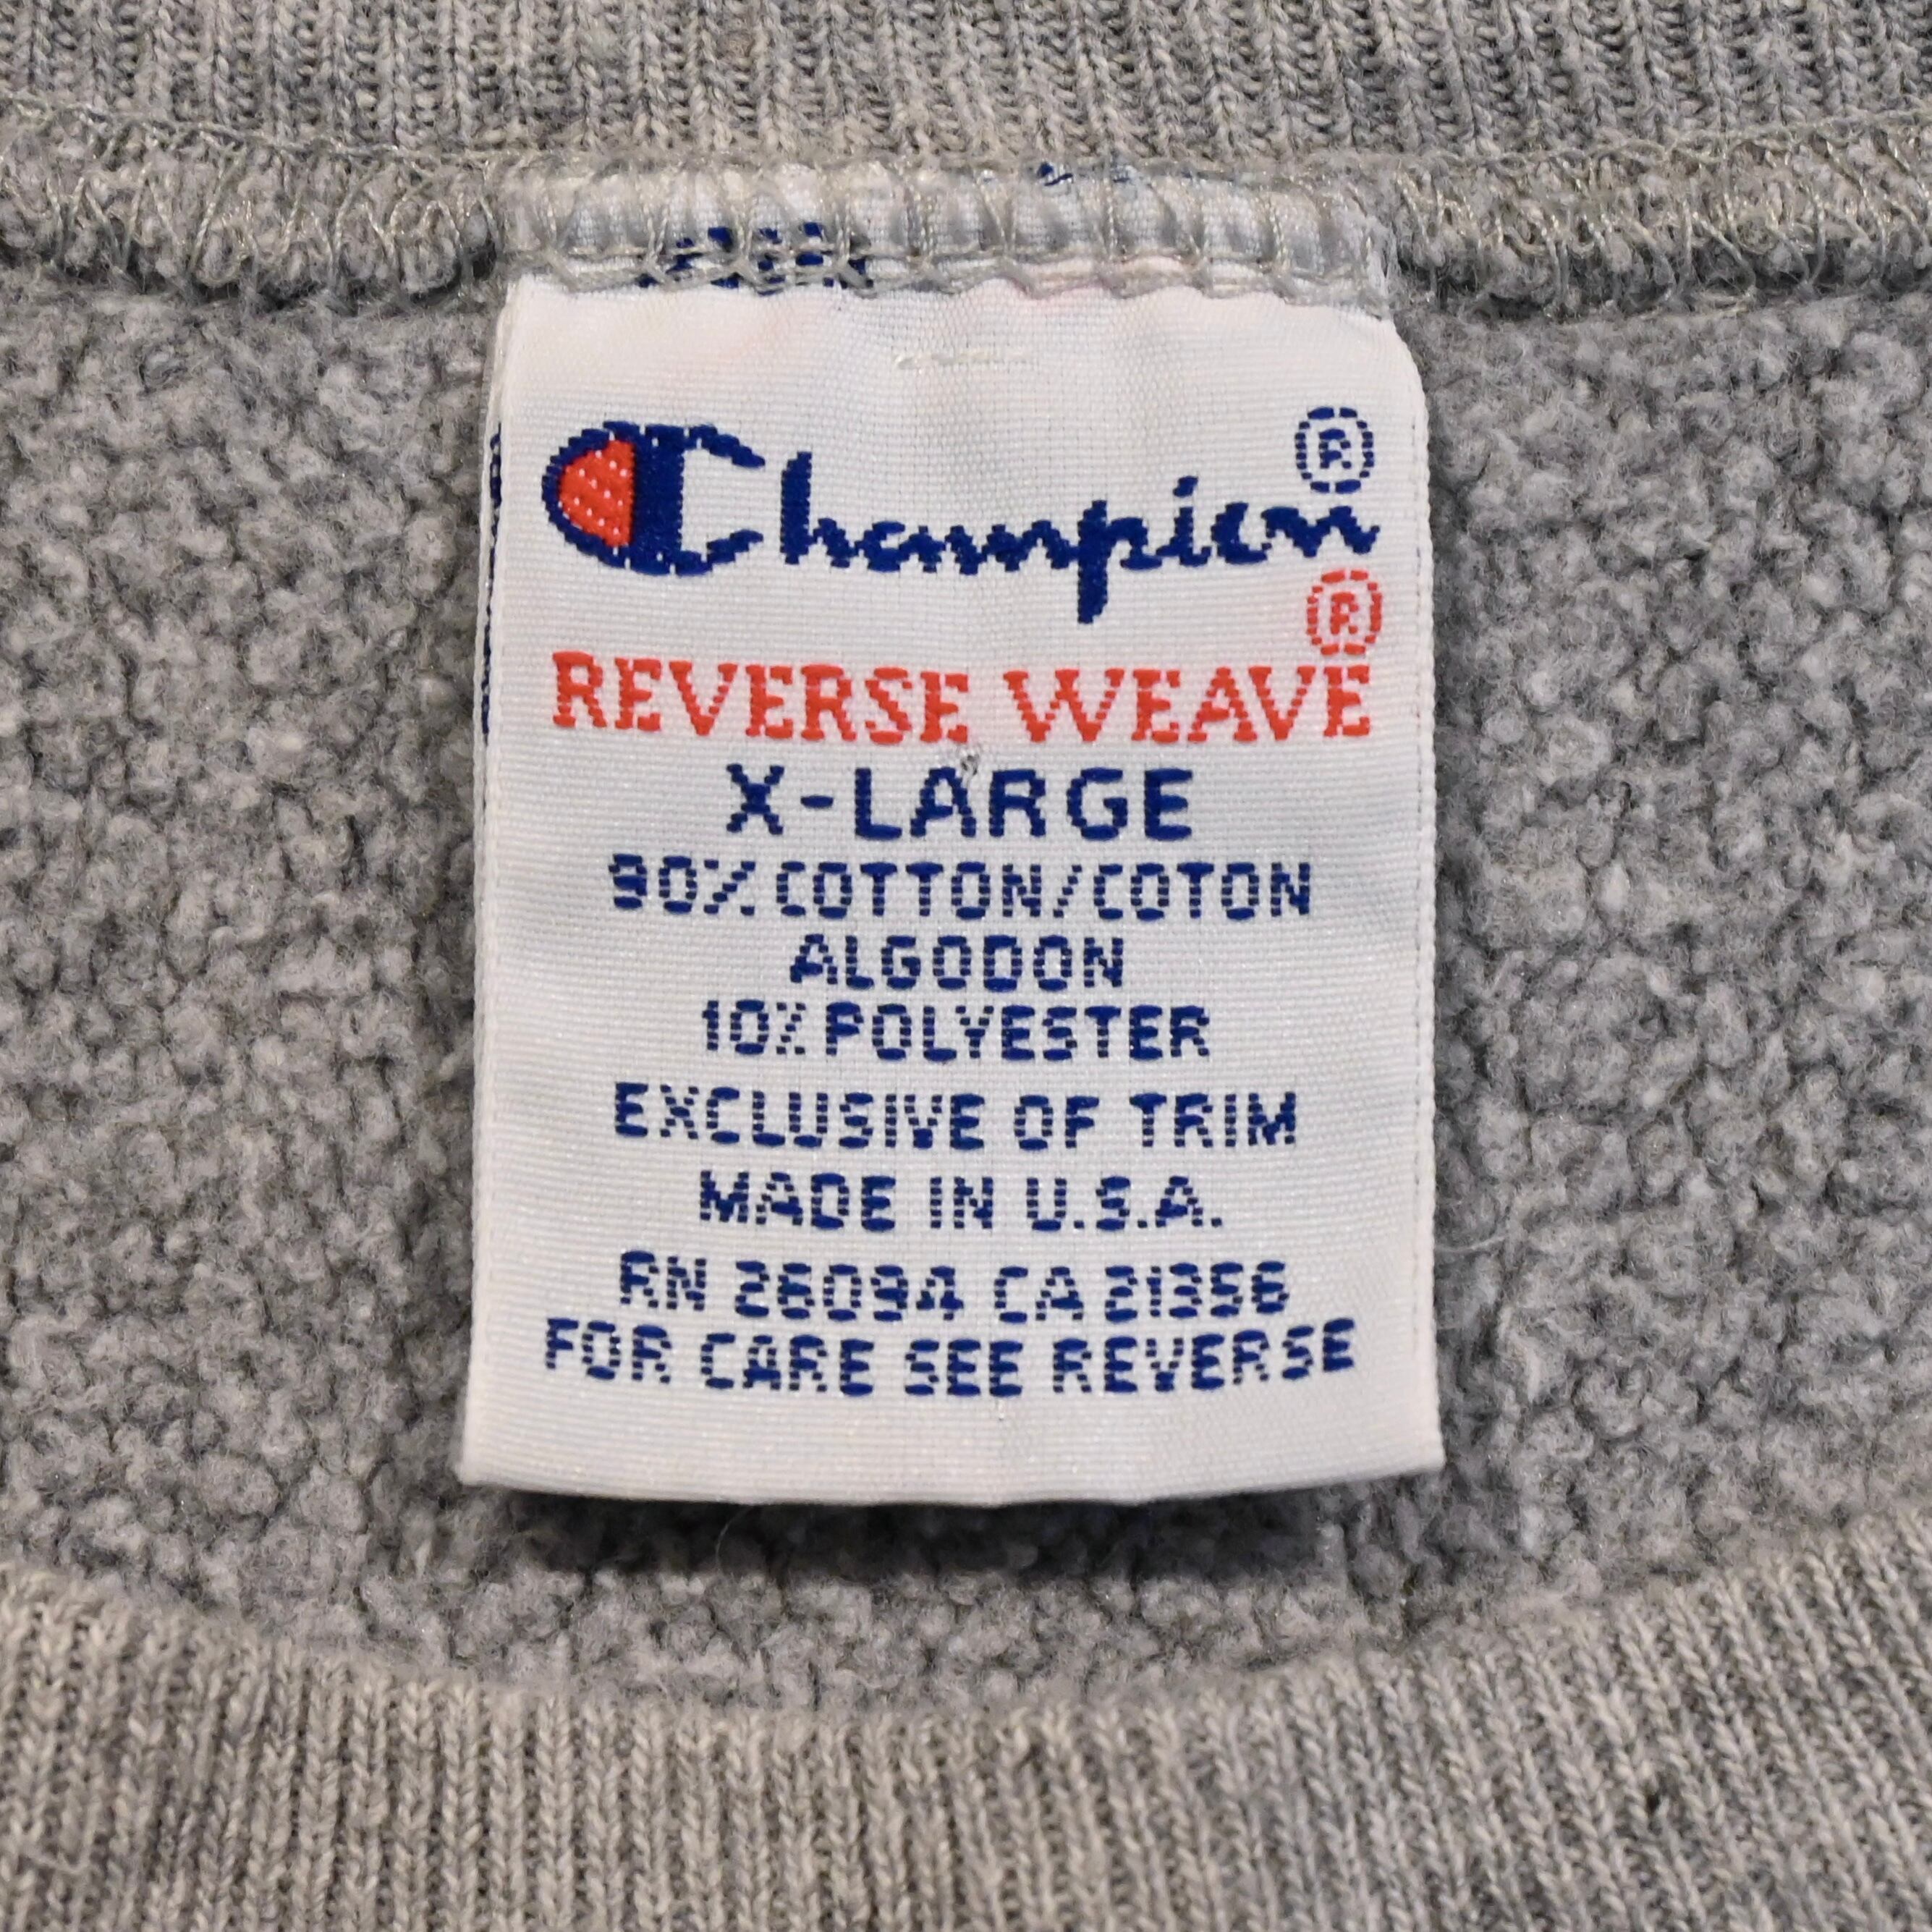 Champion®
REVERSE WEAVE®
X-LARGE
90% COTTON/COTON
ALGODON
10% POLYESTER
EXCLUSIVE OF TRIM
MADE IN U.S.A.
RN 26094 CA 21356
FOR CARE SEE REVERSE